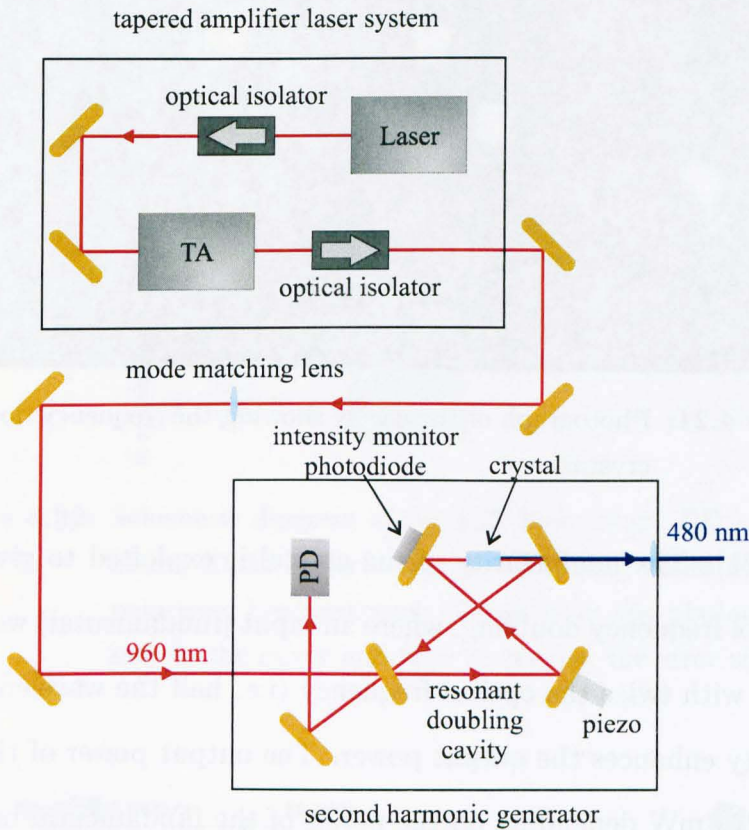 tapered amplifier laser system
optical isolator
Laser
TA
optical isolator
mode matching lens
intensity monitor
photodiode
crystal
480 nm
PD
960 nm
resonant
doubling
cavity
piezo
second harmonic generator